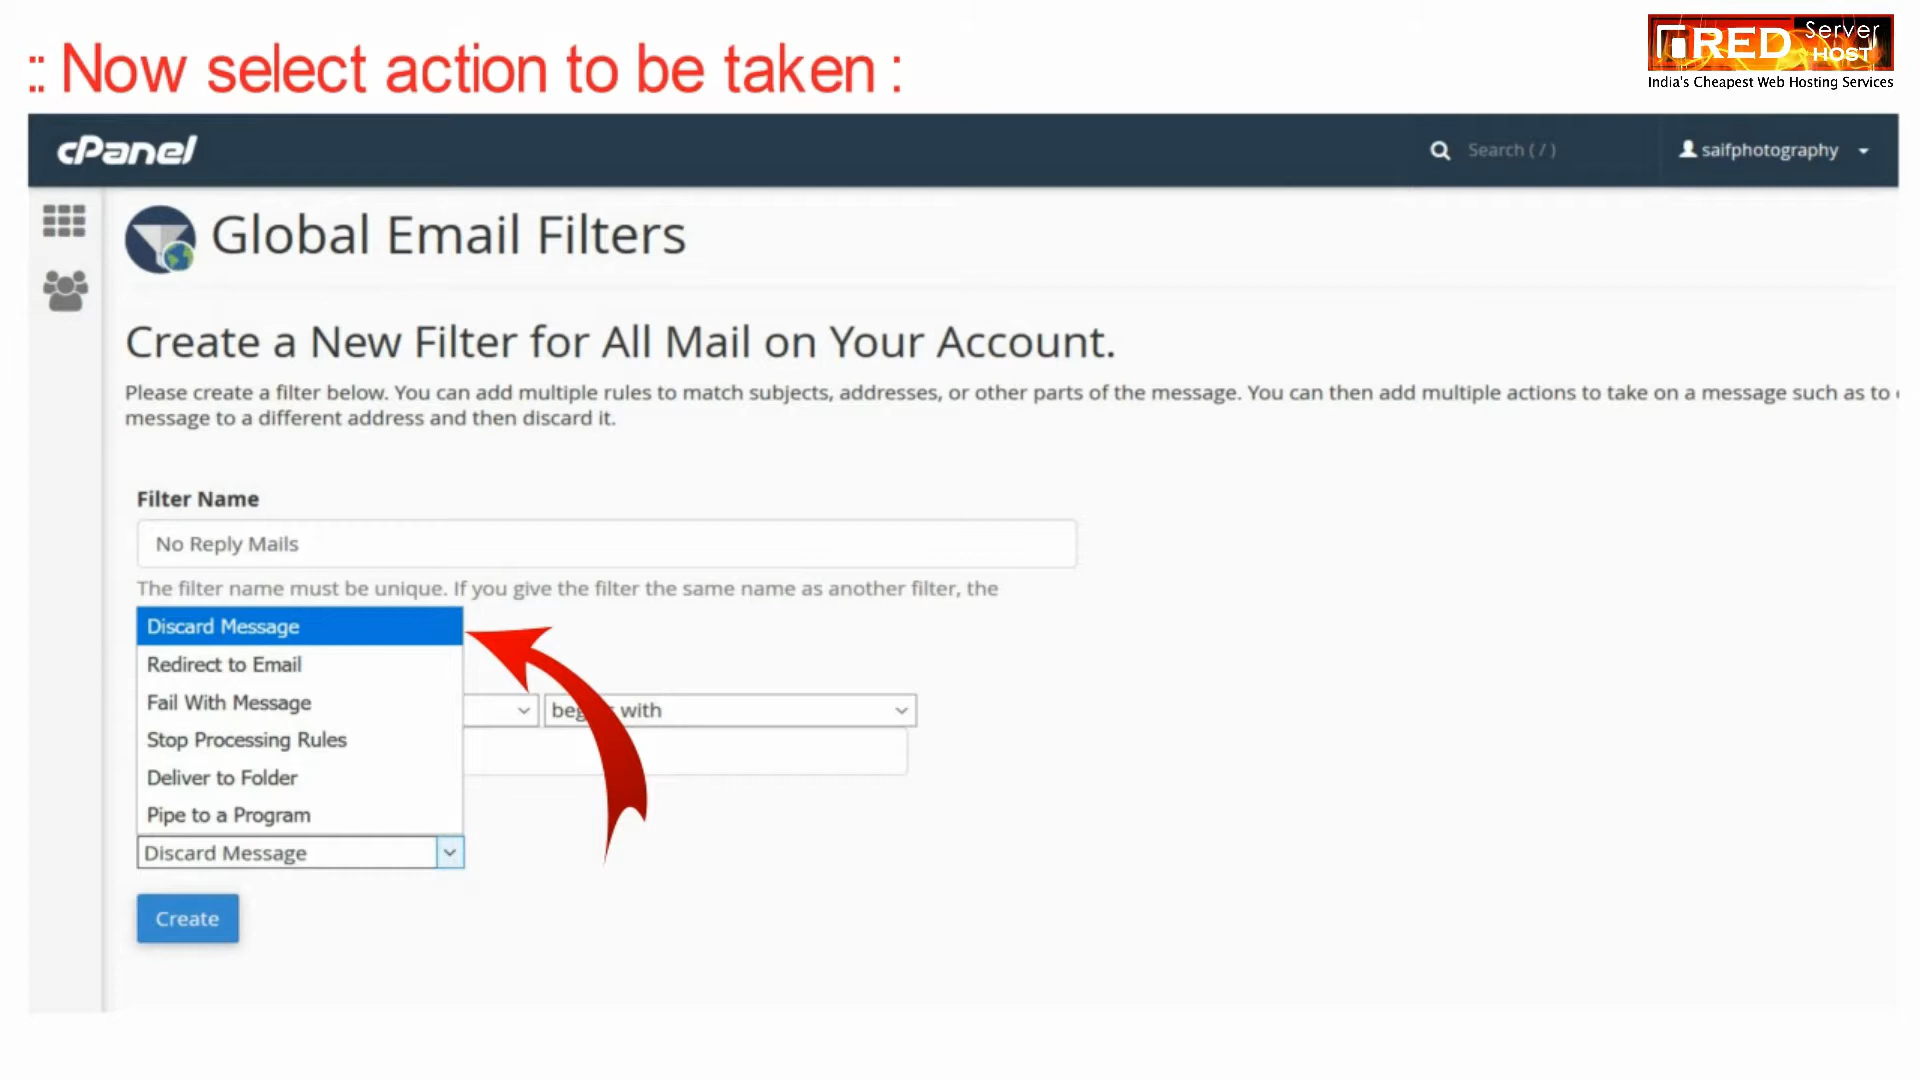 :: Now select action to be taken :
RED Server HOST
India's Cheapest Web Hosting Services
cPanel
Search ( / )
saifphotography
Global Email Filters
Create a New Filter for All Mail on Your Account.
Please create a filter below. You can add multiple rules to match subjects, addresses, or other parts of the message. You can then add multiple actions to take on a message such as to
message to a different address and then discard it.
Filter Name
No Reply Mails
The filter name must be unique. If you give the filter the same name as another filter, the
Discard Message
Redirect to Email
Fail With Message
with
Stop Processing Rules
Deliver to Folder
Pipe to a Program
Discard Message
Create